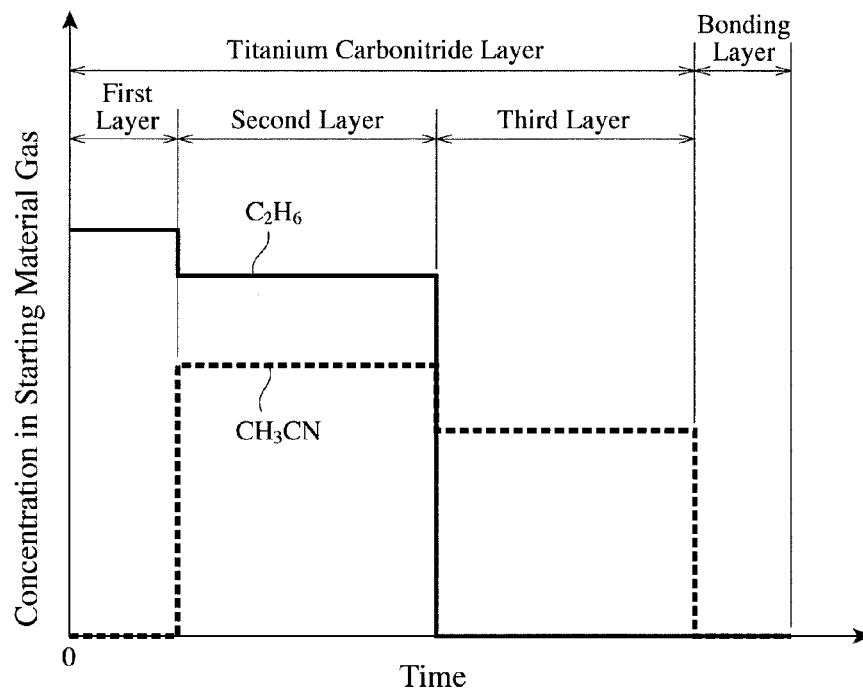 Titanium Carbonitride Layer
Bonding
Layer
First
Layer
Second Layer
Third Layer
C₂H₆
CH₃CN
Concentration in Starting Material Gas
0
Time